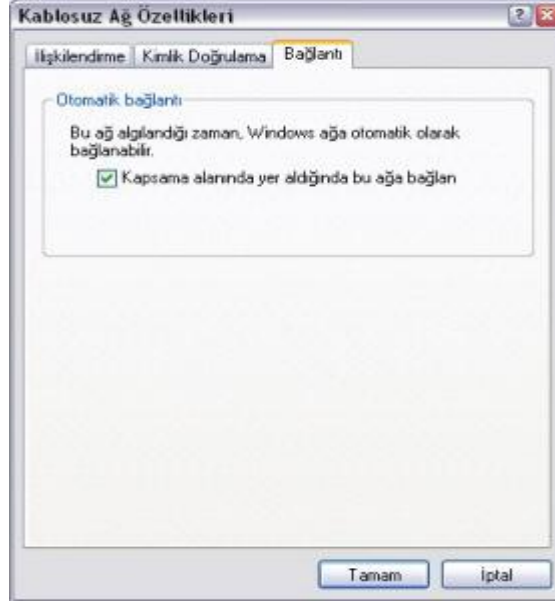 Kablosuz Ağ Özellikleri
İlişkilendirme Kimlik Doğrulama Bağlantı
Otomatik bağlantı
Bu ağ algılandığı zaman, Windows ağa otomatik olarak
bağlanabilir.
Kapsama alanında yer aldığında bu ağa bağlan
Tamam İptal